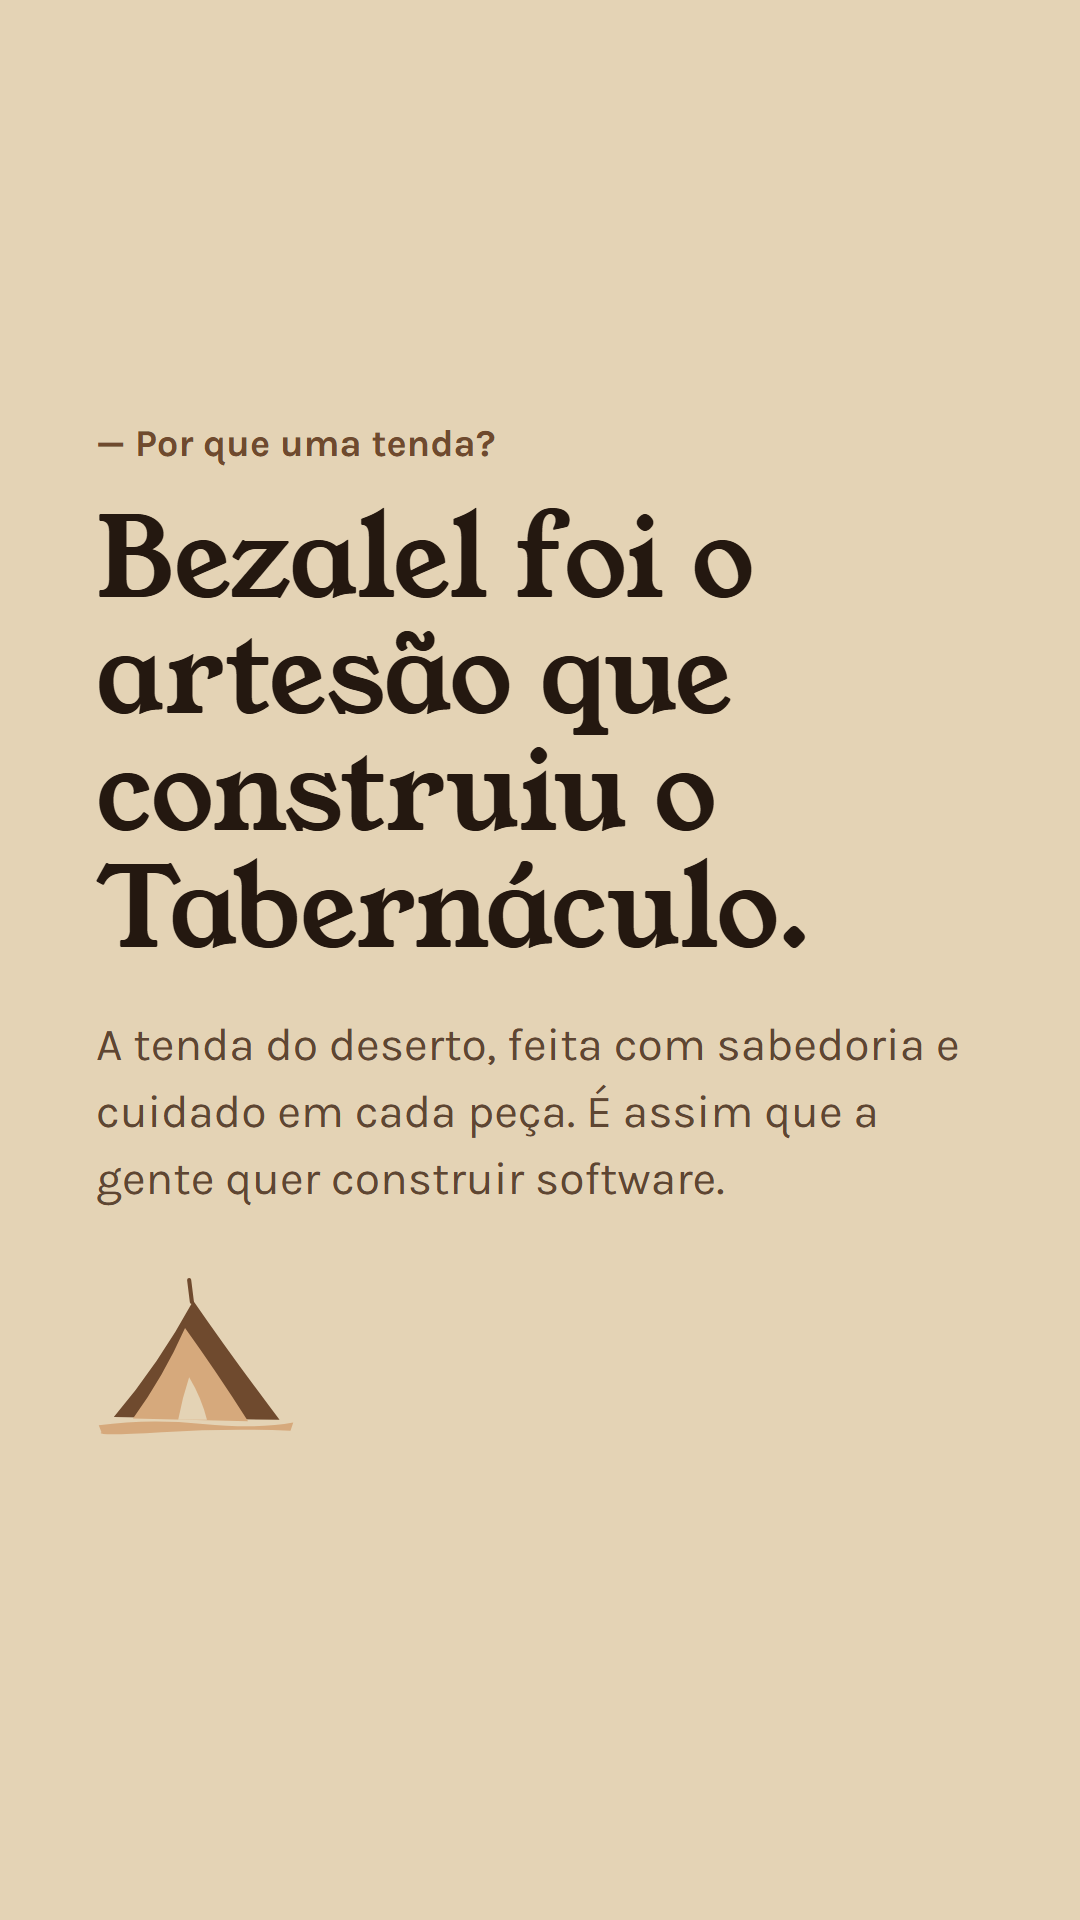 — Por que uma tenda?
Bezalel foi o
artesão que
construiu o
Tabernáculo.
A tenda do deserto, feita com sabedoria e
cuidado em cada peça. É assim que a
gente quer construir software.